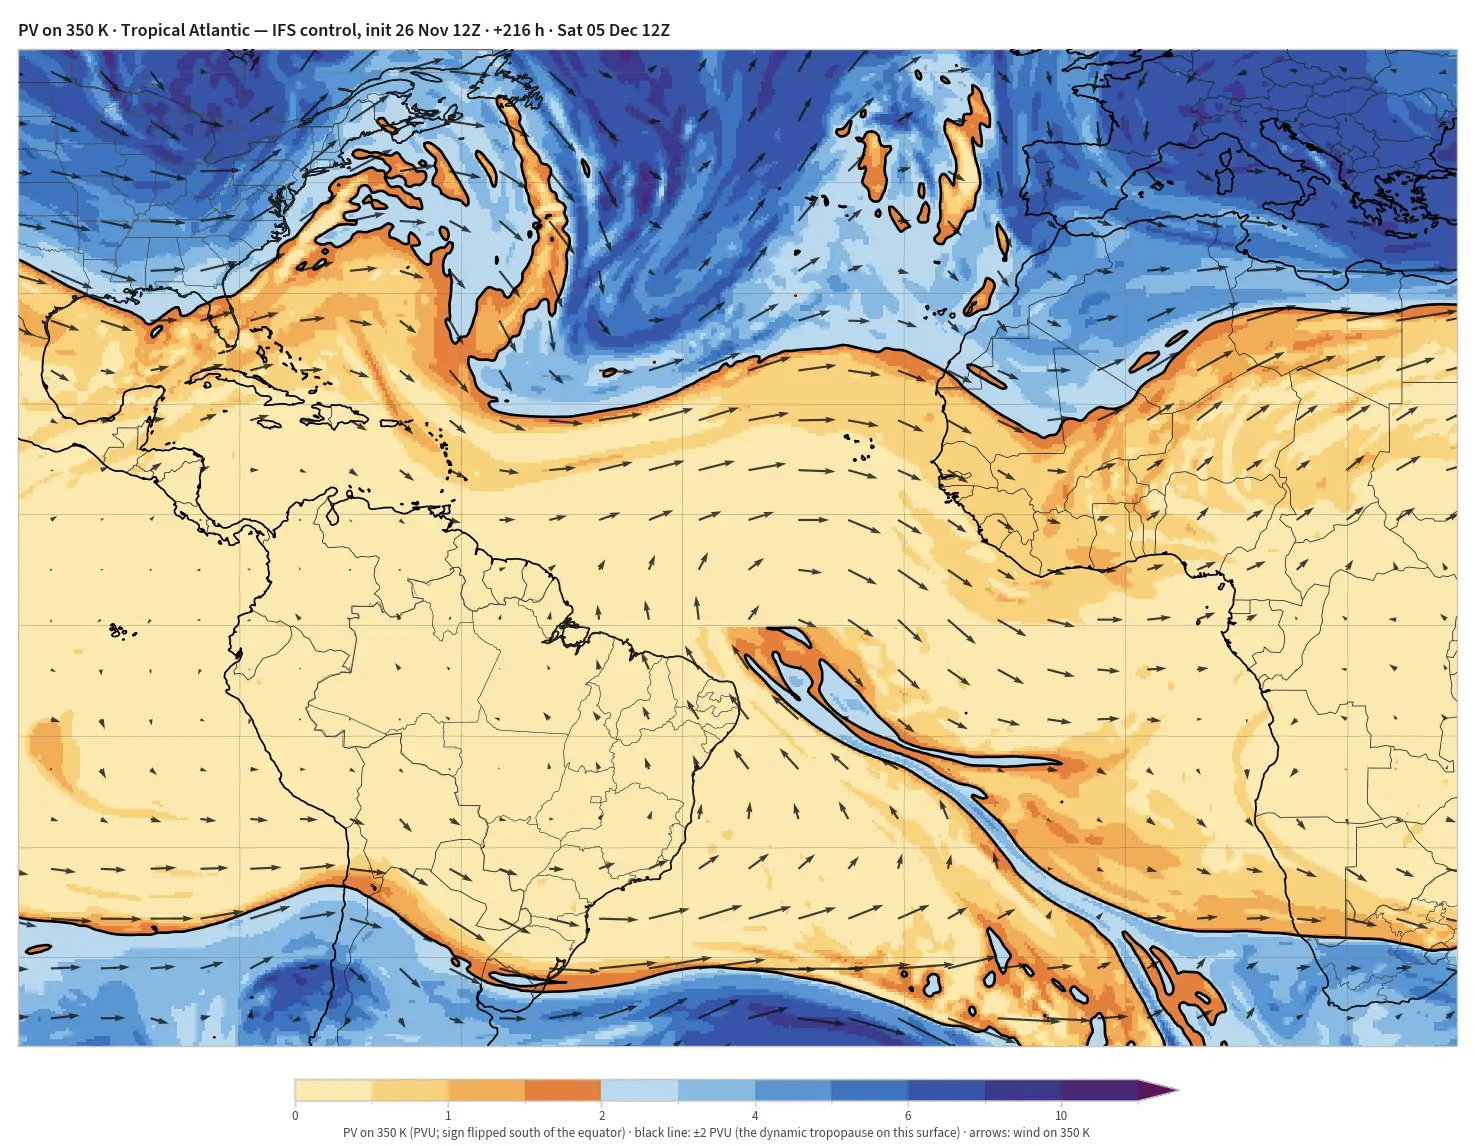 PV on 350 K · Tropical Atlantic — IFS control, init 26 Nov 12Z · +216 h · Sat 05 Dec 12Z
0 1 2 4 6 10
PV on 350 K (PVU; sign flipped south of the equator) · black line: ±2 PVU (the dynamic tropopause on this surface) · arrows: wind on 350 K